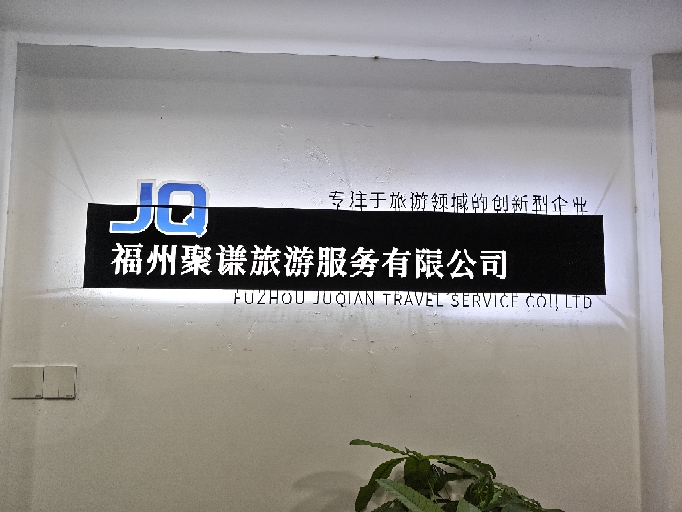 JQ
专注于旅游领域的创新型企业
福州聚谦旅游服务有限公司
FUZHOU JUQIAN TRAVEL SERVICE CO., LTD